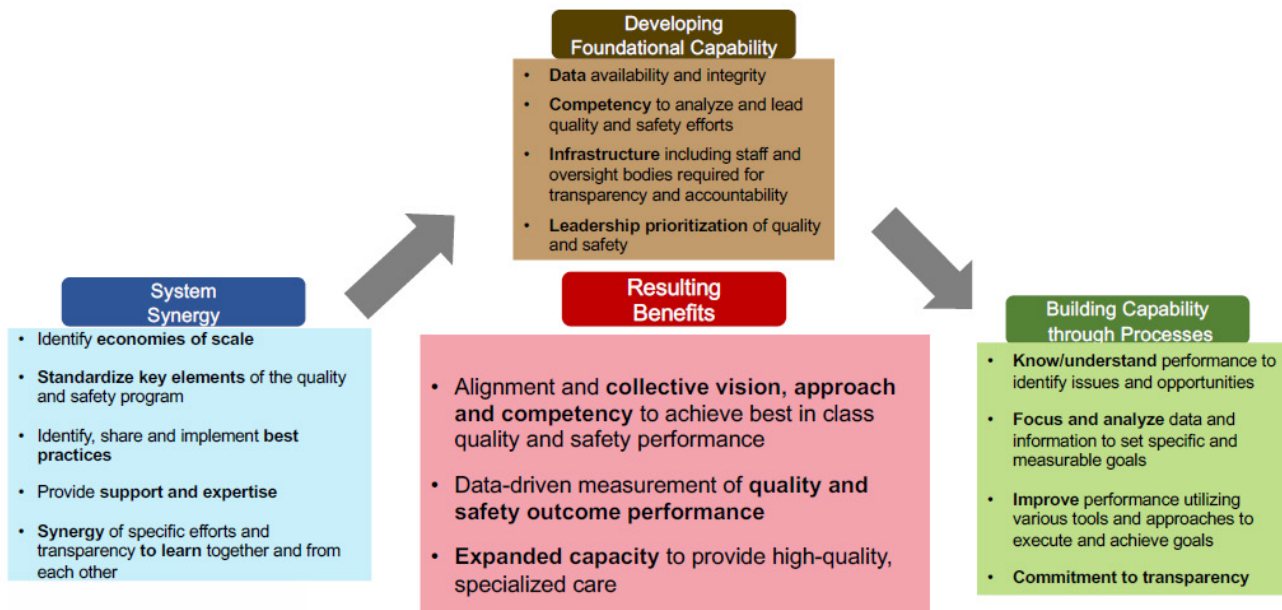 Developing
Foundational Capability
• Data availability and integrity
• Competency to analyze and lead
quality and safety efforts
• Infrastructure including staff and
oversight bodies required for
transparency and accountability
• Leadership prioritization of quality
and safety
System
Synergy
• Identify economies of scale
• Standardize key elements of the quality
and safety program
• Identify, share and implement best
practices
• Provide support and expertise
• Synergy of specific efforts and
transparency to learn together and from
each other
Resulting
Benefits
• Alignment and collective vision, approach
and competency to achieve best in class
quality and safety performance
• Data-driven measurement of quality and
safety outcome performance
• Expanded capacity to provide high-quality,
specialized care
Building Capability
through Processes
• Know/understand performance to
identify issues and opportunities
• Focus and analyze data and
information to set specific and
measurable goals
• Improve performance utilizing
various tools and approaches to
execute and achieve goals
• Commitment to transparency